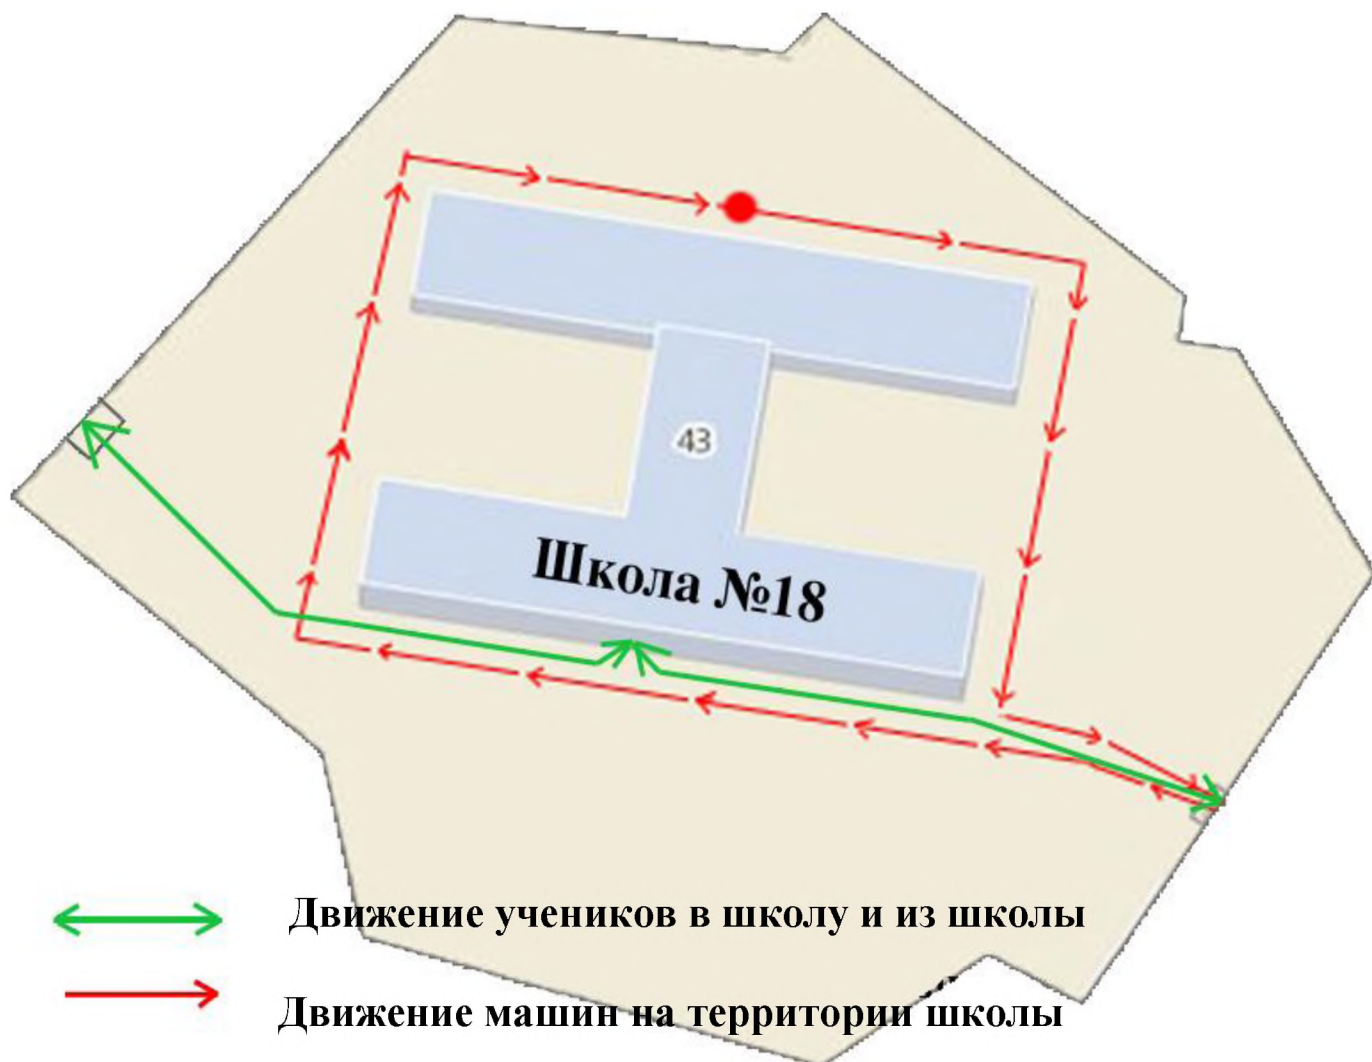 43
Школа №18
Движение учеников в школу и из школы
Движение машин на территории школы